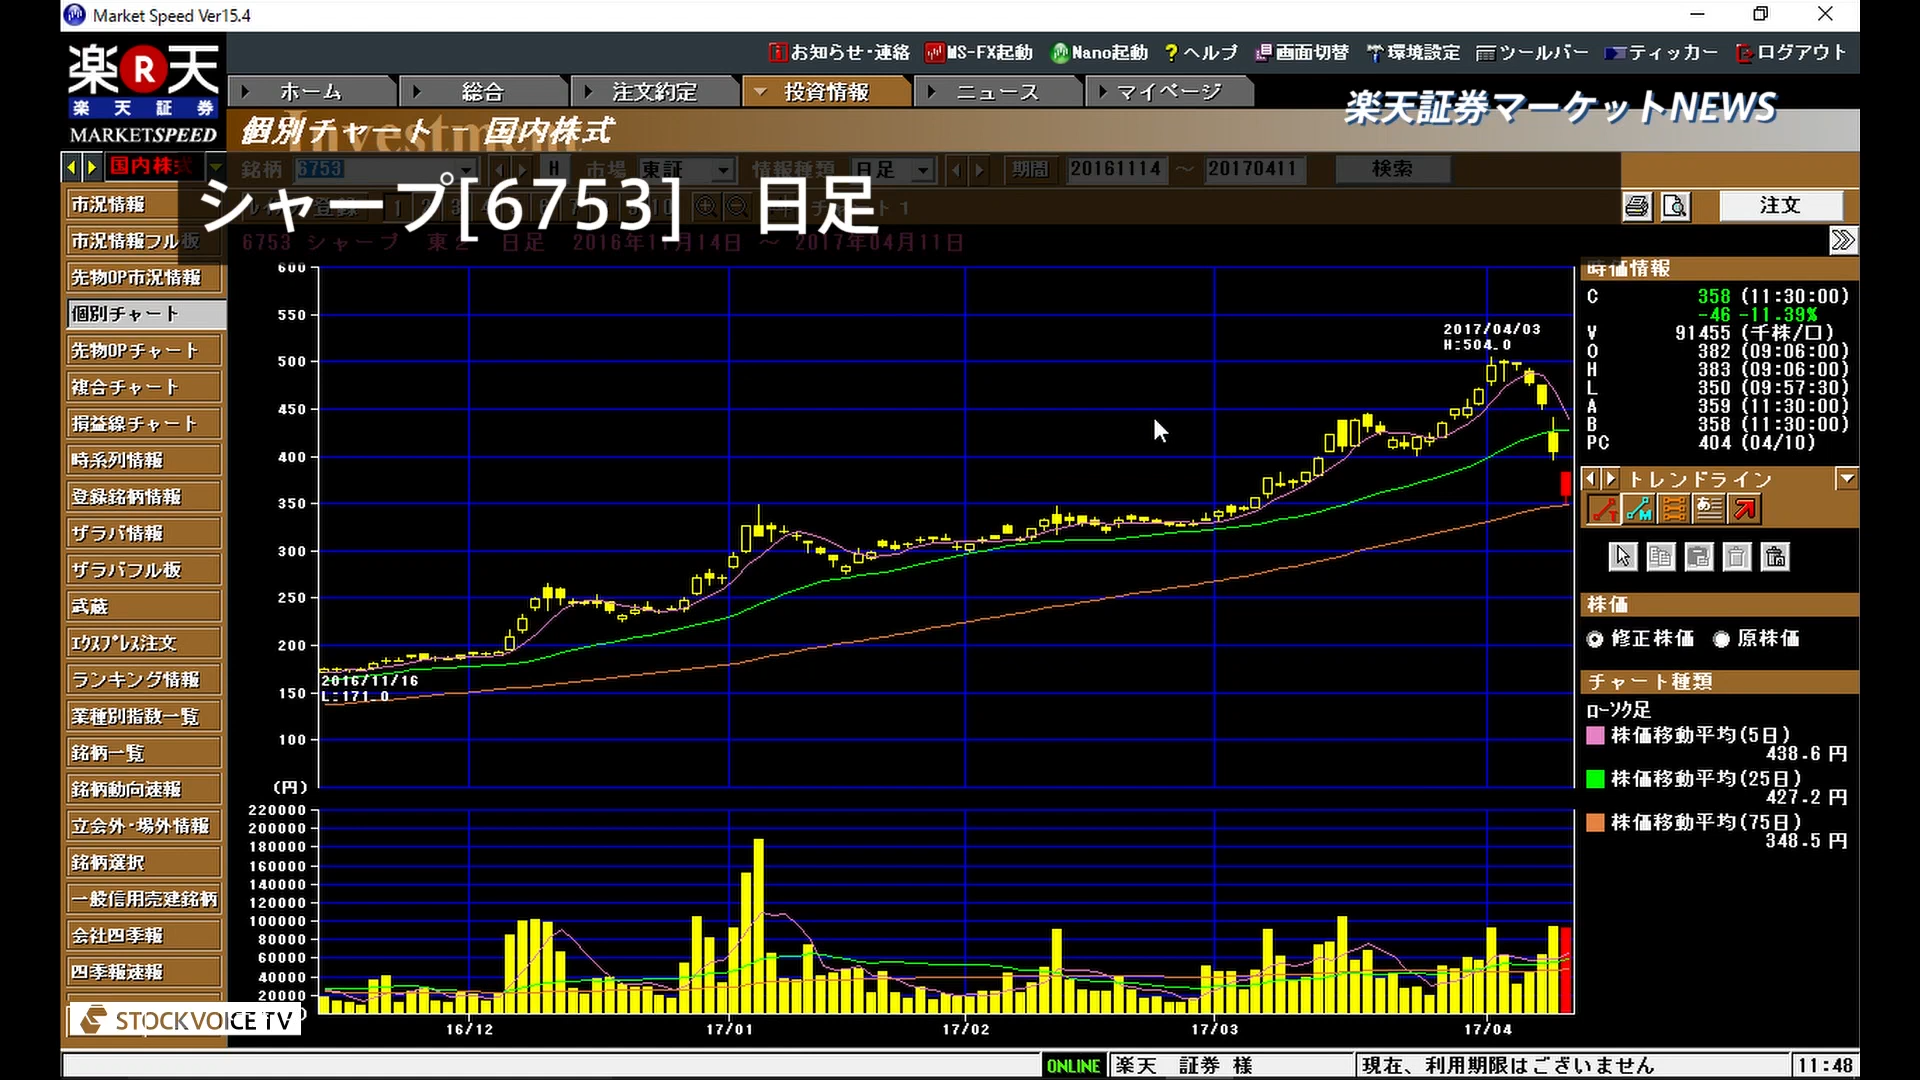 Market Speed Ver15.4
お知らせ・連絡 MS-FX起動 Nano起動 ヘルプ 画面切替 環境設定 ツールバー ティッカー ログアウト
楽R天
楽天証券
MARKETSPEED
ホーム 総合 注文約定 投資情報 ニュース マイページ
楽天証券マーケットNEWS
Investment
個別チャート - 国内株式
国内株式
銘柄 6753 H 市場 東証 情報種類 日足 期間 20161114 ～ 20170411 検索
シャープ[6753] 日足
注文
6753 シャープ 東2 日足 2016年11月14日 ～ 2017年04月11日
市況情報
市況情報フル板
先物OP市況情報
個別チャート
先物OPチャート
複合チャート
損益線チャート
時系列情報
登録銘柄情報
ザラバ情報
ザラバフル板
武蔵
エクスプレス注文
ランキング情報
業種別指数一覧
銘柄一覧
銘柄動向速報
立会外・場外情報
銘柄選択
一般信用売建銘柄
会社四季報
四季報速報
STOCKVOICE TV
600
550
500
450
400
350
300
250
200
150
100
(円)
2017/04/03
H:504.0
2016/11/16
L:171.0
220000
200000
180000
160000
140000
120000
100000
80000
60000
40000
20000
0
16/12 17/01 17/02 17/03 17/04
時価情報
C 358 (11:30:00)
-46 -11.39%
V 91455 (千株/口)
O 382 (09:06:00)
H 383 (09:06:00)
L 350 (09:57:30)
A 359 (11:30:00)
B 358 (11:30:00)
PC 404 (04/10)
トレンドライン
株価
修正株価 原株価
チャート種類
ローソク足
株価移動平均(5日)
438.6 円
株価移動平均(25日)
427.2 円
株価移動平均(75日)
348.5 円
ONLINE 楽天 証券 様 現在、利用期限はございません 11:48